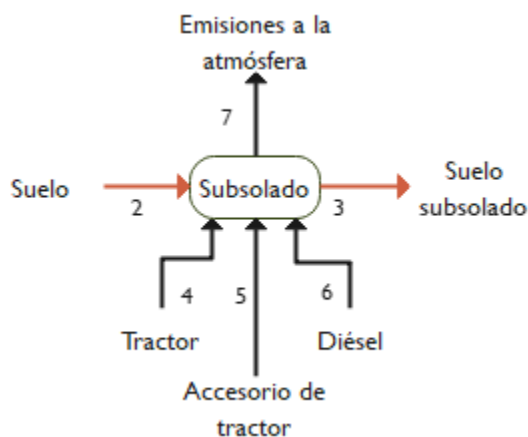 Emisiones a la
atmósfera
7
Suelo
2
Subsolado
3
Suelo
subsolado
4
5
6
Tractor
Diésel
Accesorio de
tractor